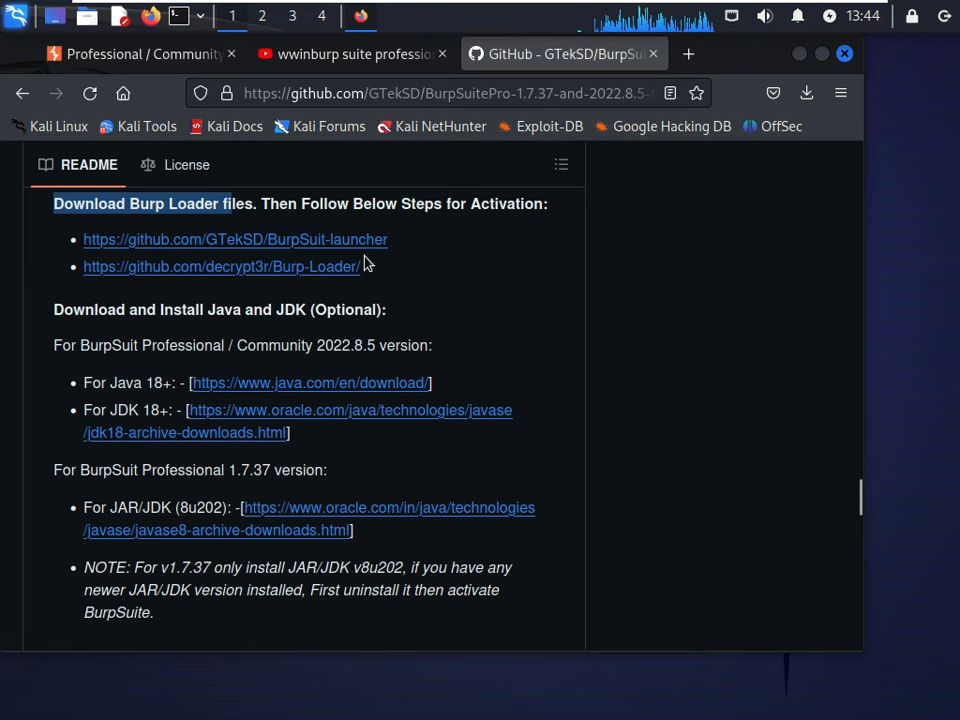 1 2 3 4 13:44
Professional / Community
wwinburp suite professio
GitHub - GTekSD/BurpSu
https://github.com/GTekSD/BurpSuitePro-1.7.37-and-2022.8.5-
Kali Linux Kali Tools Kali Docs Kali Forums Kali NetHunter Exploit-DB Google Hacking DB OffSec
README License
Download Burp Loader files. Then Follow Below Steps for Activation:
https://github.com/GTekSD/BurpSuit-launcher
https://github.com/decrypt3r/Burp-Loader/
Download and Install Java and JDK (Optional):
For BurpSuit Professional / Community 2022.8.5 version:
For Java 18+: - [https://www.java.com/en/download/]
For JDK 18+: - [https://www.oracle.com/java/technologies/javase
/jdk18-archive-downloads.html]
For BurpSuit Professional 1.7.37 version:
For JAR/JDK (8u202): -[https://www.oracle.com/in/java/technologies
/javase/javase8-archive-downloads.html]
NOTE: For v1.7.37 only install JAR/JDK v8u202, if you have any
newer JAR/JDK version installed, First uninstall it then activate
BurpSuite.